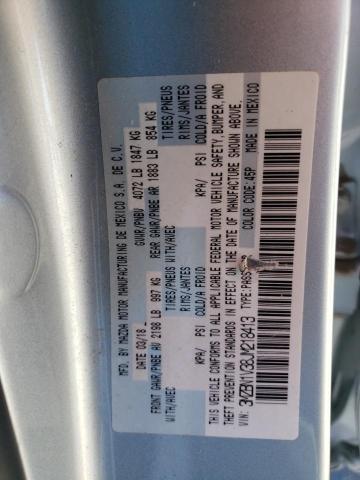 MFD. BY MAZDA MOTOR MANUFACTURING DE MEXICO S.A. DE C.V.
DATE 03/18 GVWR/PNBV 4072 LB 1847 KG
FRONT GAWR/PNBE AV 2198 LB 997 KG REAR GAWR/PNBE AR 1883 LB 854 KG
WITH/AVEC TIRES/PNEUS WITH/AVEC TIRES/PNEUS
RIMS/JANTES RIMS/JANTES
KPA/ PSI COLD/A FROID KPA/ PSI COLD/A FROID
THIS VEHICLE CONFORMS TO ALL APPLICABLE FEDERAL MOTOR VEHICLE SAFETY, BUMPER, AND
THEFT PREVENTION STANDARDS IN EFFECT ON THE DATE OF MANUFACTURE SHOWN ABOVE.
VIN: TYPE:PASS COLOR CODE: 45P MADE IN MEXICO